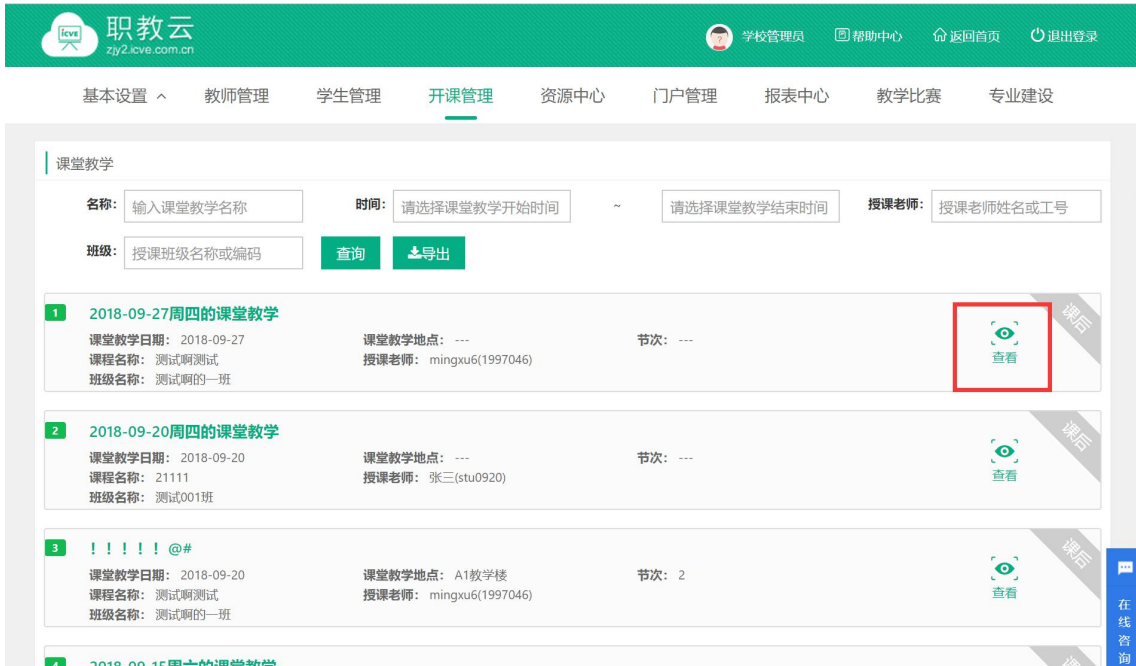 icve 职教云
zjy2.icve.com.cn
学校管理员 帮助中心 返回首页 退出登录
基本设置 教师管理 学生管理 开课管理 资源中心 门户管理 报表中心 教学比赛 专业建设
课堂教学
名称： 输入课堂教学名称 时间： 请选择课堂教学开始时间 ~ 请选择课堂教学结束时间 授课老师： 授课老师姓名或工号
班级： 授课班级名称或编码 查询 导出
1 2018-09-27周四的课堂教学 课后
课堂教学日期： 2018-09-27 课堂教学地点： --- 节次： ---
课程名称： 测试啊测试 授课老师： mingxu6(1997046) 查看
班级名称： 测试啊的一班
2 2018-09-20周四的课堂教学 课后
课堂教学日期： 2018-09-20 课堂教学地点： --- 节次： ---
课程名称： 21111 授课老师： 张三(stu0920) 查看
班级名称： 测试001班
3 ！！！！！@# 课后
课堂教学日期： 2018-09-20 课堂教学地点： A1教学楼 节次： 2
课程名称： 测试啊测试 授课老师： mingxu6(1997046) 查看
班级名称： 测试啊的一班
4 2018-09-15周六的课堂教学
在线咨询